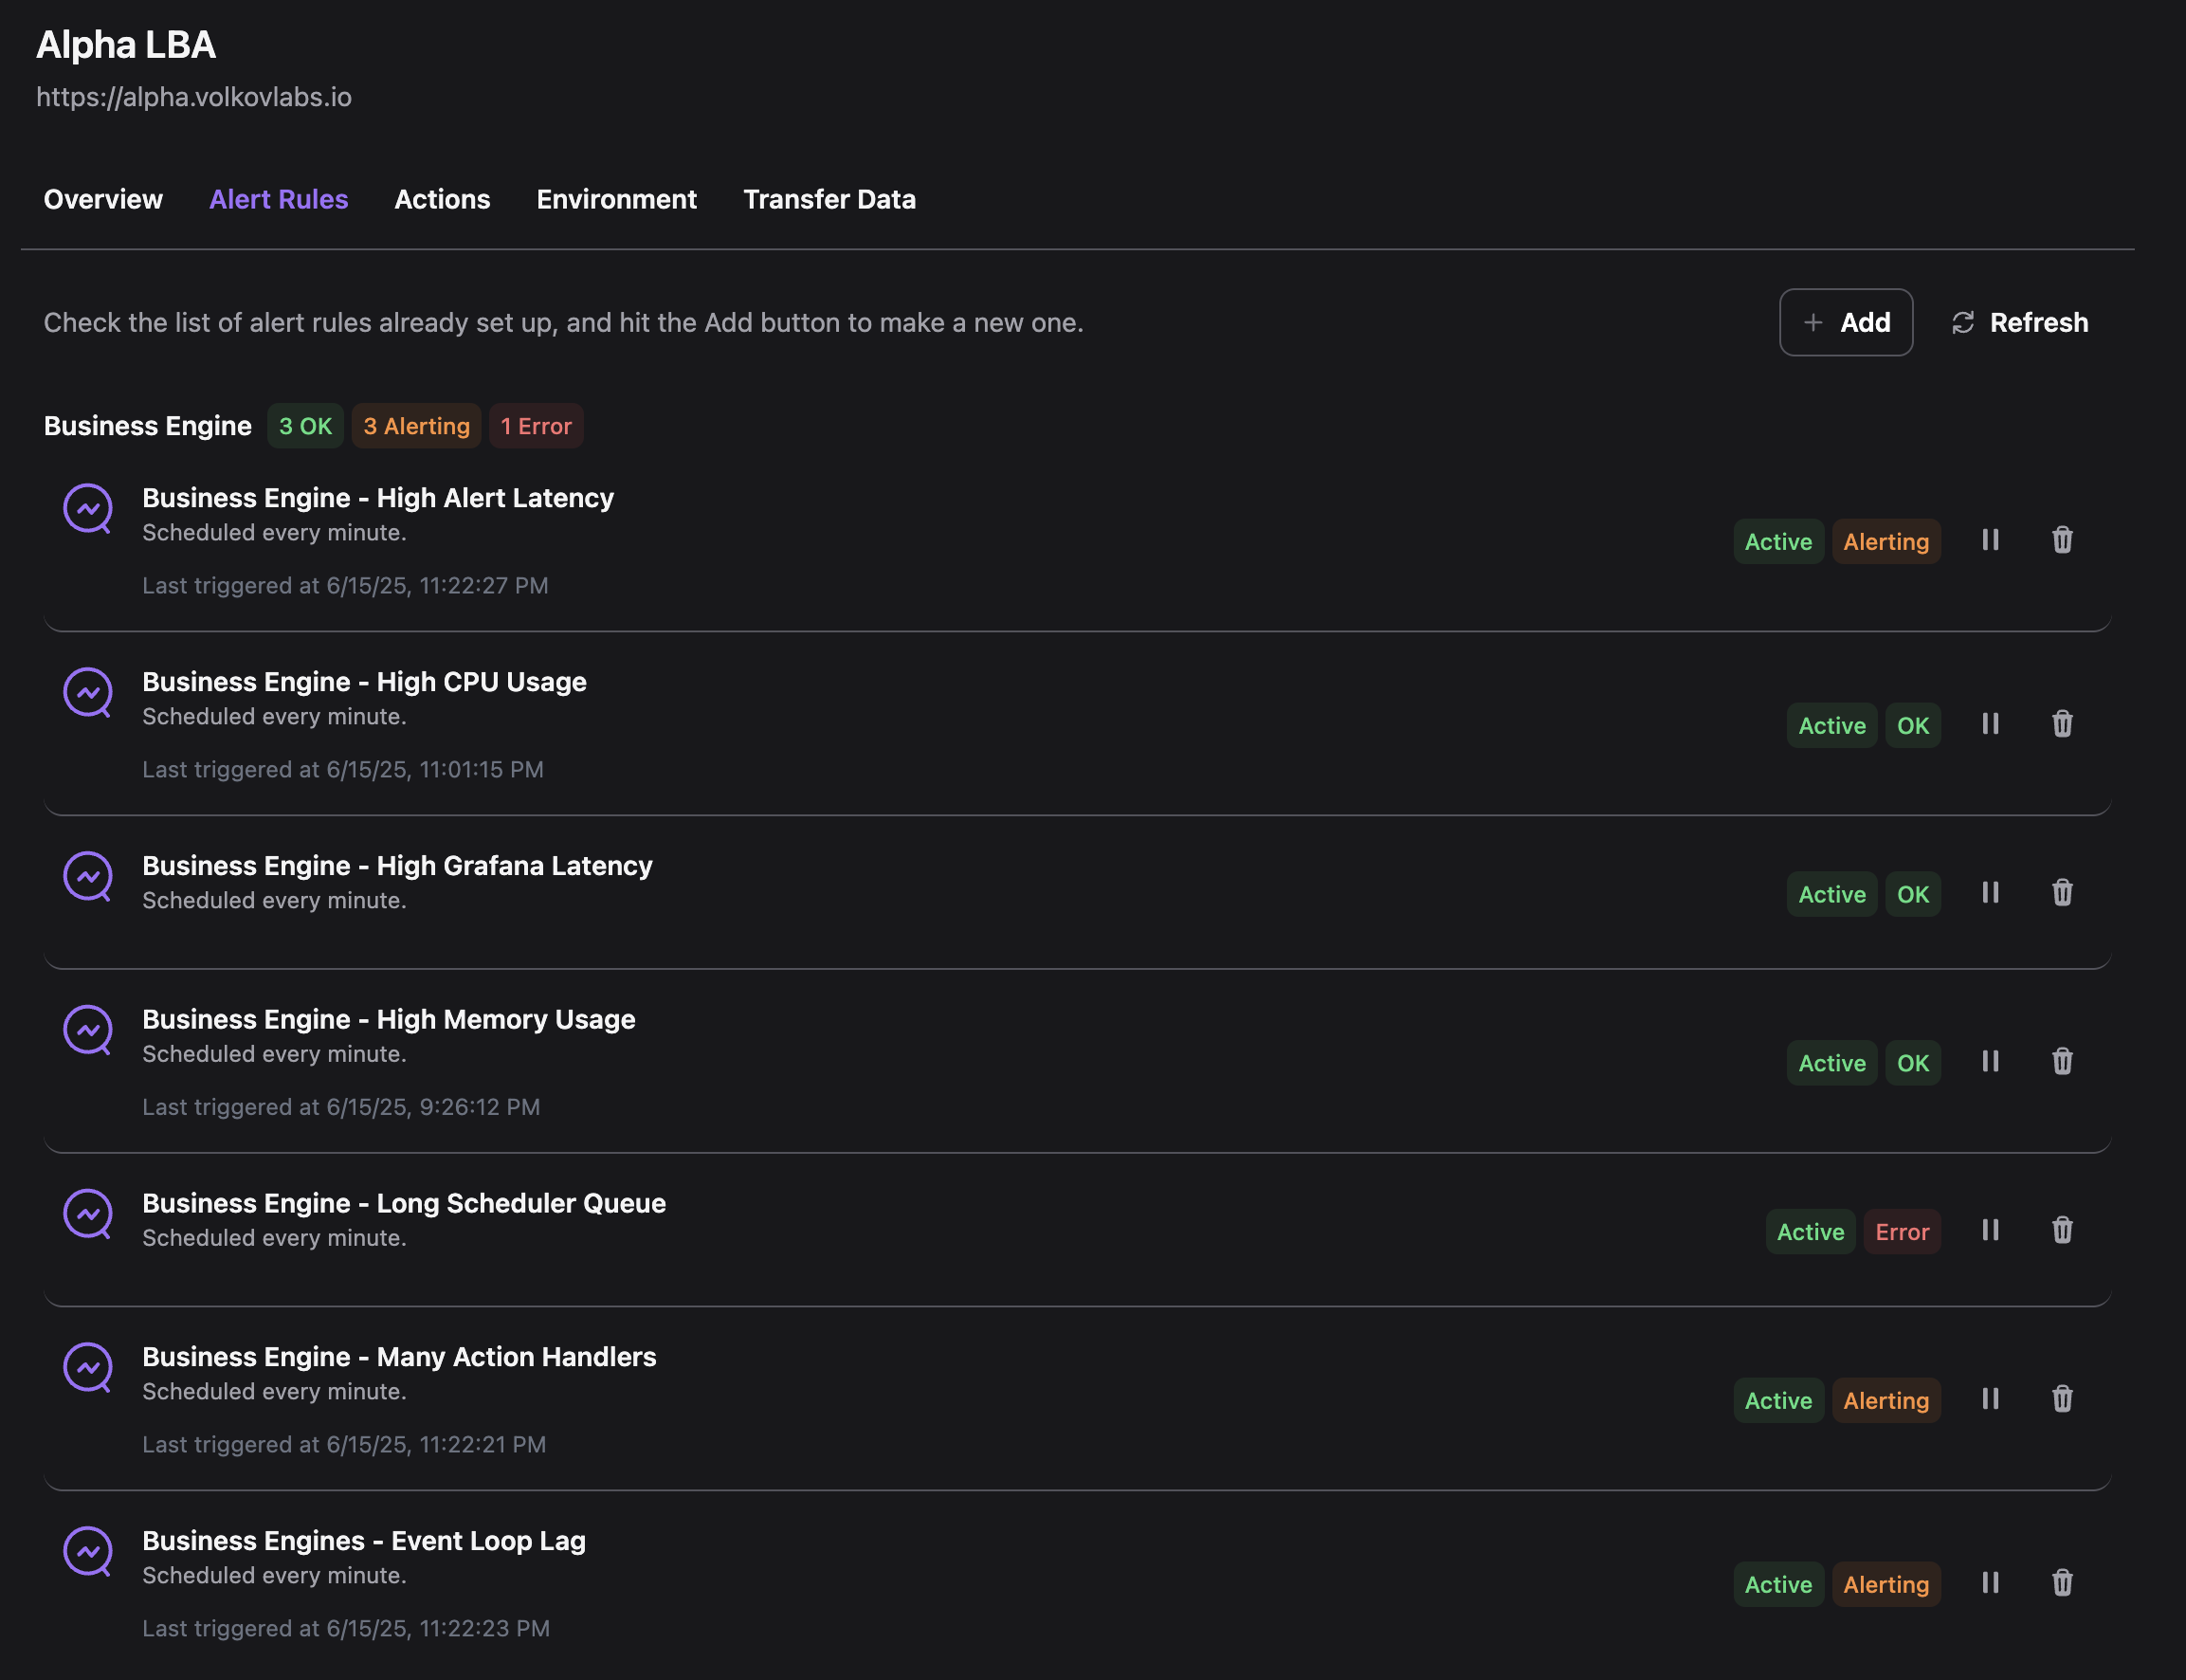 Alpha LBA
https://alpha.volkovlabs.io
Overview Alert Rules Actions Environment Transfer Data
Check the list of alert rules already set up, and hit the Add button to make a new one.
Add Refresh
Business Engine 3 OK 3 Alerting 1 Error
Business Engine - High Alert Latency
Scheduled every minute.
Active Alerting
Last triggered at 6/15/25, 11:22:27 PM
Business Engine - High CPU Usage
Scheduled every minute.
Active OK
Last triggered at 6/15/25, 11:01:15 PM
Business Engine - High Grafana Latency
Scheduled every minute.
Active OK
Business Engine - High Memory Usage
Scheduled every minute.
Active OK
Last triggered at 6/15/25, 9:26:12 PM
Business Engine - Long Scheduler Queue
Scheduled every minute.
Active Error
Business Engine - Many Action Handlers
Scheduled every minute.
Active Alerting
Last triggered at 6/15/25, 11:22:21 PM
Business Engines - Event Loop Lag
Scheduled every minute.
Active Alerting
Last triggered at 6/15/25, 11:22:23 PM